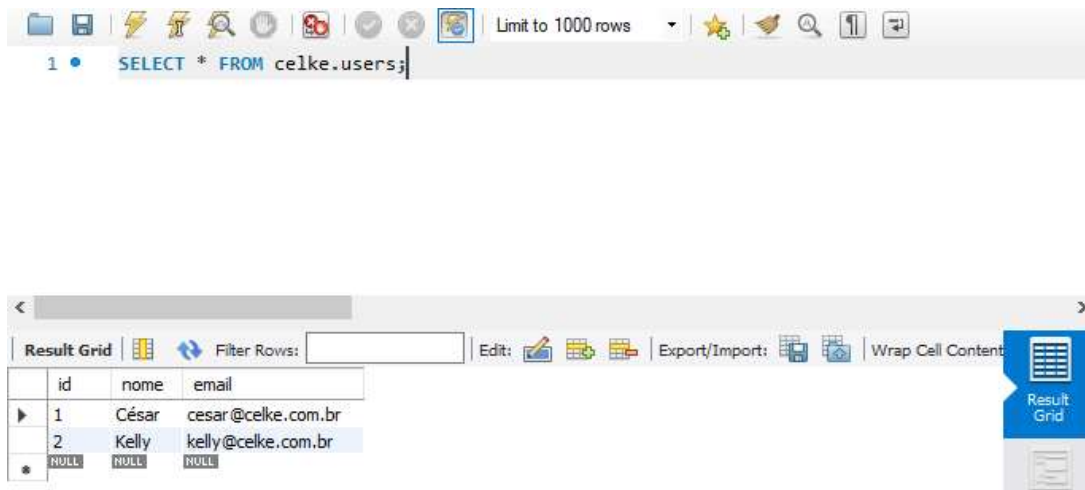 Limit to 1000 rows
1 SELECT * FROM celke.users;
Result Grid Filter Rows: Edit: Export/Import: Wrap Cell Content
id nome email
1 César cesar@celke.com.br
2 Kelly kelly@celke.com.br
NULL NULL NULL
Result
Grid